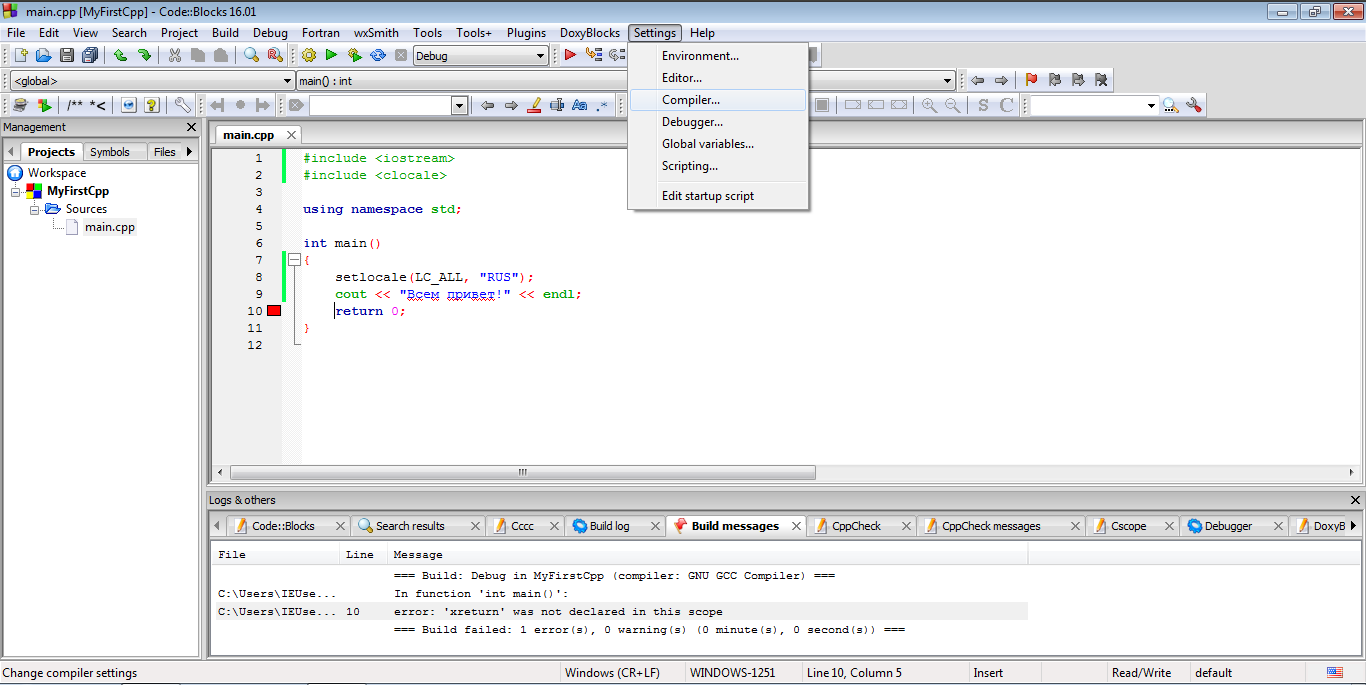 main.cpp [MyFirstCpp] - Code::Blocks 16.01
File Edit View Search Project Build Debug Fortran wxSmith Tools Tools+ Plugins DoxyBlocks Settings Help
Debug
Environment...
Editor...
Compiler...
Debugger...
Global variables...
Scripting...
Edit startup script
<global> main() : int
/** *< Aa .* S C
Management
Projects Symbols Files
Workspace
MyFirstCpp
Sources
main.cpp
main.cpp
1 #include <iostream>
2 #include <clocale>
3
4 using namespace std;
5
6 int main()
7 {
8 setlocale(LC_ALL, "RUS");
9 cout << "Всем привет!" << endl;
10 return 0;
11 }
12
Logs & others
Code::Blocks Search results Cccc Build log Build messages CppCheck CppCheck messages Cscope Debugger DoxyB
File Line Message
=== Build: Debug in MyFirstCpp (compiler: GNU GCC Compiler) ===
C:\Users\IEUse... In function 'int main()':
C:\Users\IEUse... 10 error: 'xreturn' was not declared in this scope
=== Build failed: 1 error(s), 0 warning(s) (0 minute(s), 0 second(s)) ===
Change compiler settings Windows (CR+LF) WINDOWS-1251 Line 10, Column 5 Insert Read/Write default